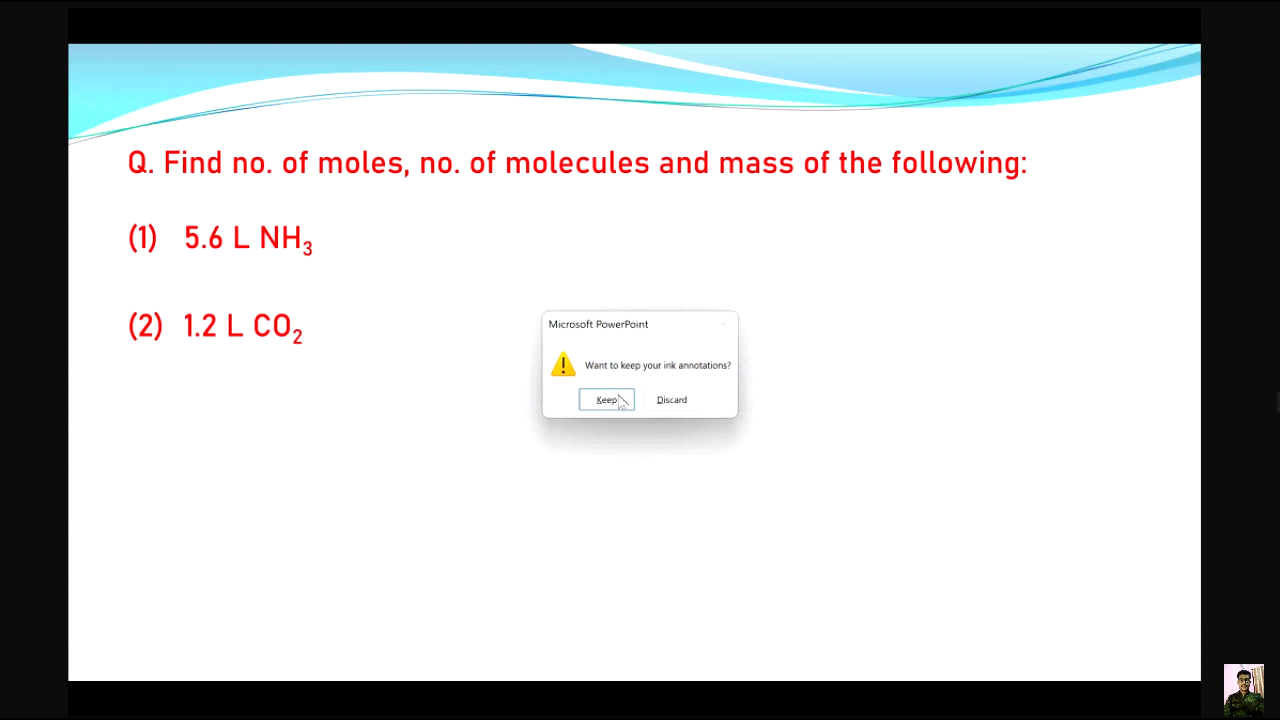 Q. Find no. of moles, no. of molecules and mass of the following:
(1) 5.6 L NH₃
(2) 1.2 L CO₂
Microsoft PowerPoint
Want to keep your ink annotations?
Keep Discard